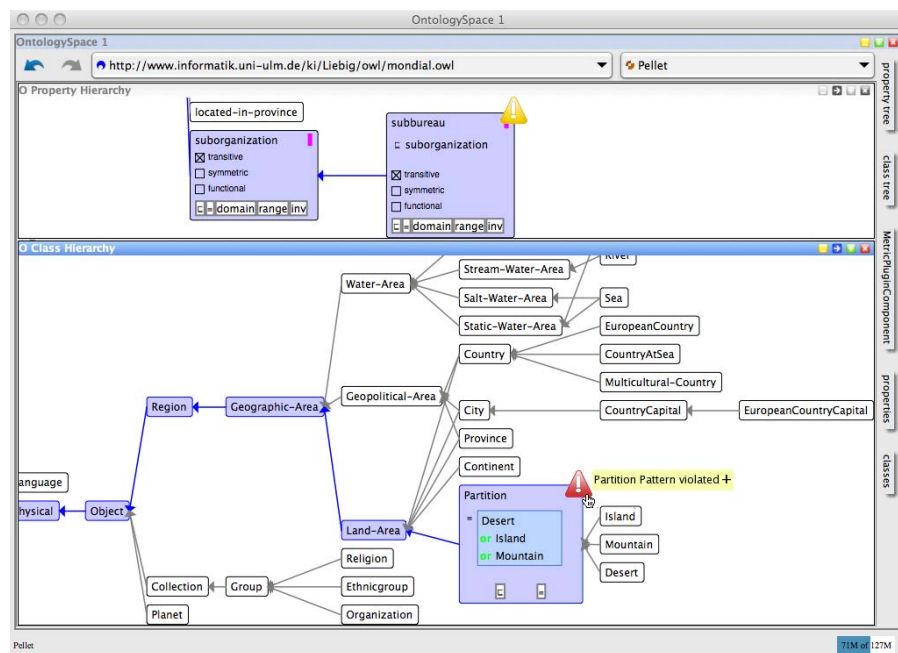 OntologySpace 1
OntologySpace 1
http://www.informatik.uni-ulm.de/ki/Liebig/owl/mondial.owl
Pellet
O Property Hierarchy
located-in-province
suborganization
transitive
symmetric
functional
⊏ = domain range inv
subbureau
⊏ suborganization
transitive
symmetric
functional
⊏ = domain range inv
O Class Hierarchy
River
Water-Area
Stream-Water-Area
Salt-Water-Area
Sea
Static-Water-Area
EuropeanCountry
Country
CountryAtSea
Multicultural-Country
Geopolitical-Area
Region
Geographic-Area
City
CountryCapital
EuropeanCountryCapital
Province
Continent
anguage
hysical
Object
Land-Area
Partition
= Desert
or Island
or Mountain
⊏ =
Partition Pattern violated +
Island
Mountain
Desert
Religion
Collection
Group
Ethnicgroup
Planet
Organization
property tree
class tree
MetricPluginComponent
properties
classes
Pellet
71M of 127M